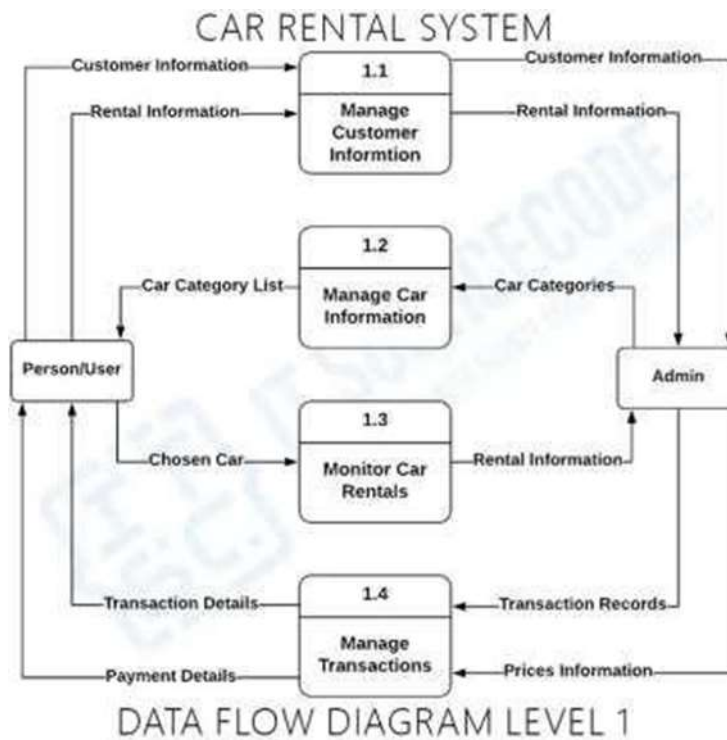 CAR RENTAL SYSTEM
Customer Information
1.1
Customer Information
Rental Information
Manage
Customer
Informtion
Rental Information
1.2
Car Category List
Manage Car
Information
Car Categories
Person/User
Admin
1.3
Chosen Car
Monitor Car
Rentals
Rental Information
1.4
Transaction Details
Transaction Records
Manage
Transactions
Payment Details
Prices Information
DATA FLOW DIAGRAM LEVEL 1